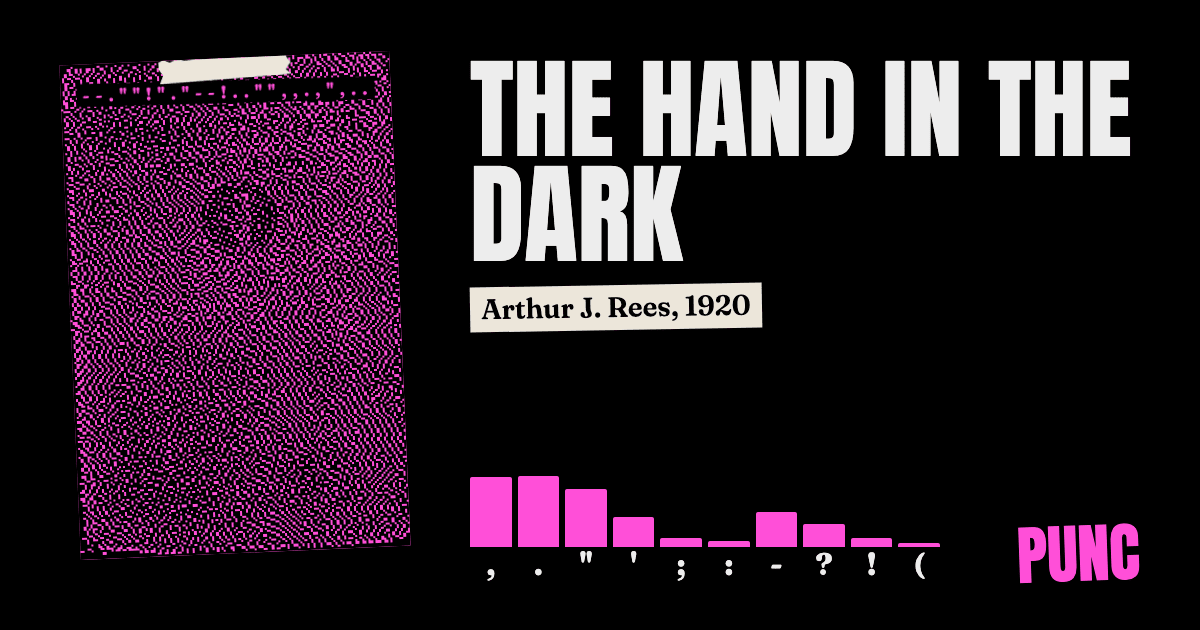 --.""!"."--!.."",,.,",..
THE HAND IN THE
DARK
Arthur J. Rees, 1920
, . " ' ; : - ? ! (
PUNC